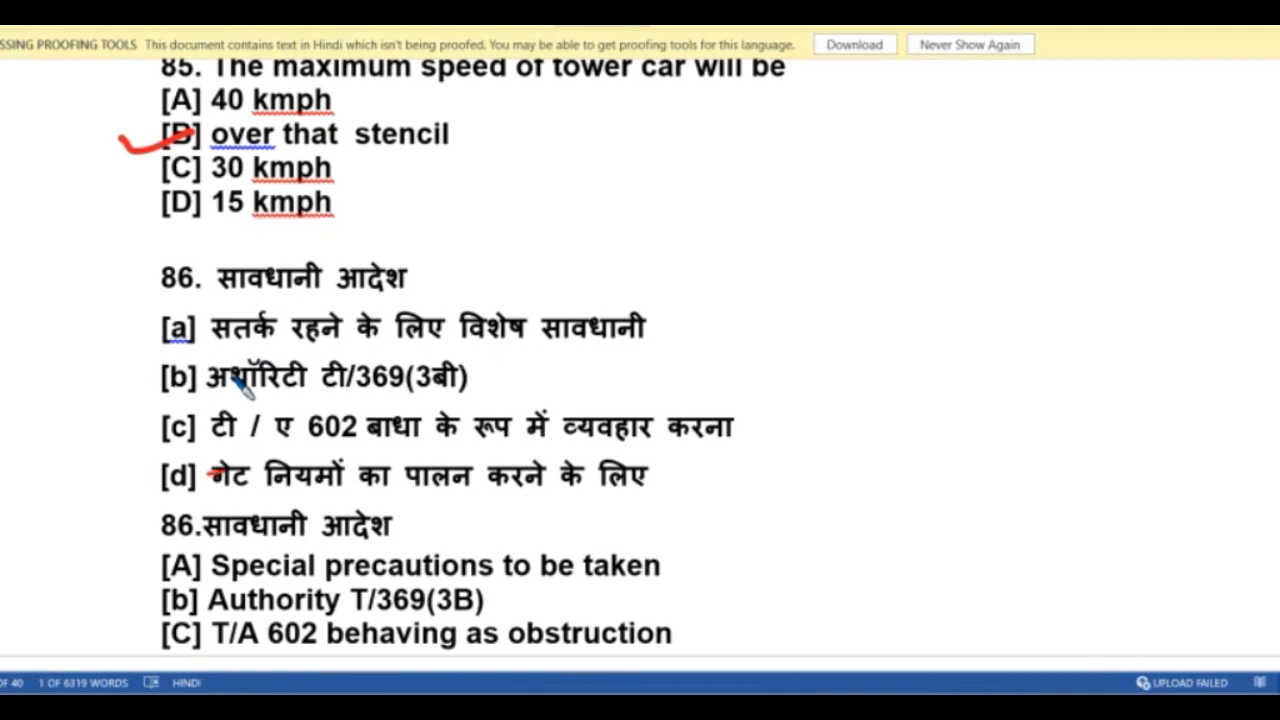 SSING PROOFING TOOLS This document contains text in Hindi which isn't being proofed. You may be able to get proofing tools for this language. Download Never Show Again
85. The maximum speed of tower car will be
[A] 40 kmph
[B] over that stencil
[C] 30 kmph
[D] 15 kmph
86. सावधानी आदेश
[a] सतर्क रहने के लिए विशेष सावधानी
[b] अथॉरिटी टी/369(3बी)
[c] टी / ए 602 बाधा के रूप में व्यवहार करना
[d] गेट नियमों का पालन करने के लिए
86.सावधानी आदेश
[A] Special precautions to be taken
[b] Authority T/369(3B)
[C] T/A 602 behaving as obstruction
OF 40 1 OF 6319 WORDS HINDI UPLOAD FAILED